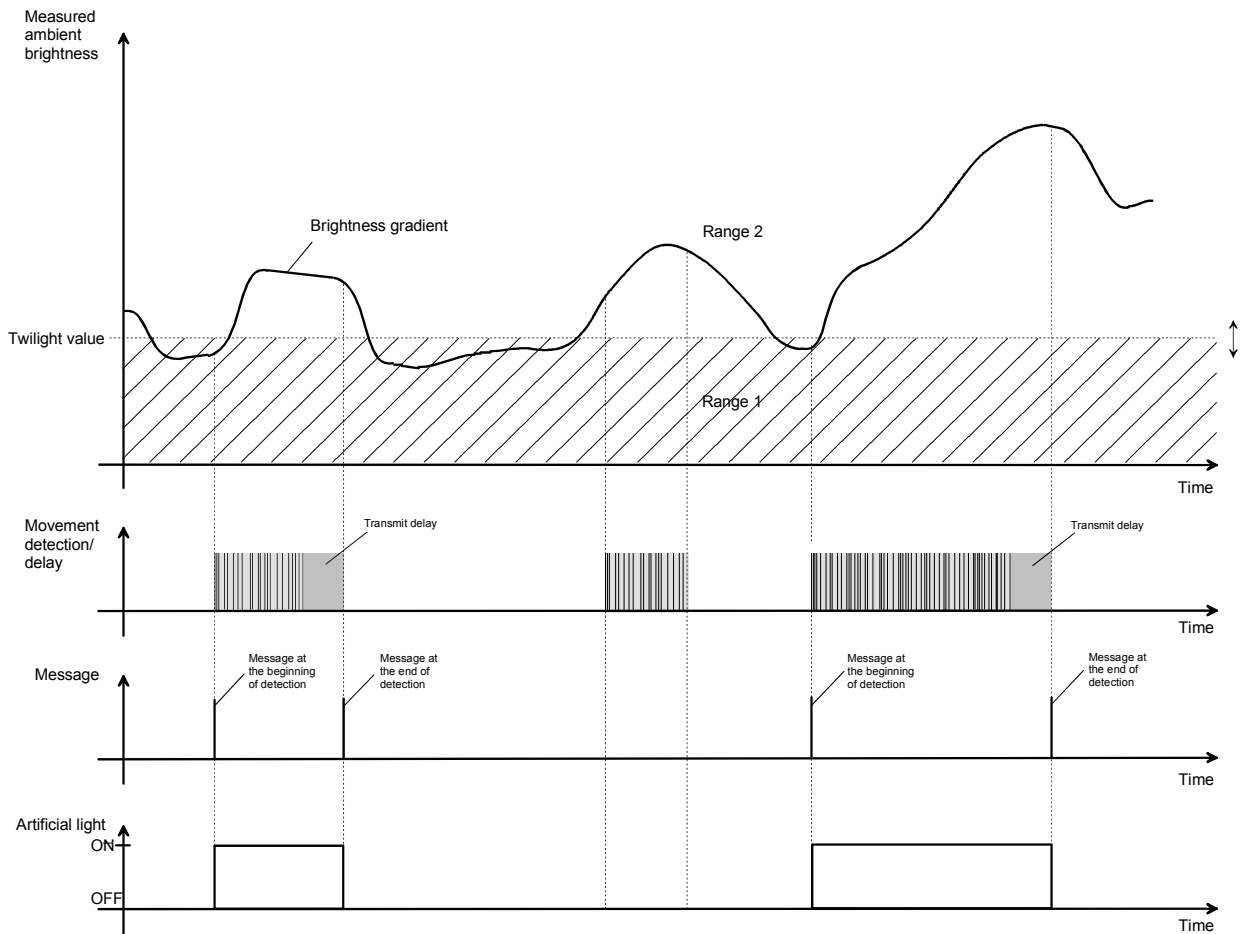 Measured
ambient
brightness
Brightness gradient
Range 2
Twilight value
Range 1
Time
Movement
detection/
delay
Transmit delay
Transmit delay
Time
Message
Message at
the beginning
of detection
Message at
the end of
detection
Message at
the beginning
of detection
Message at
the end of
detection
Time
Artificial light
ON
OFF
Time